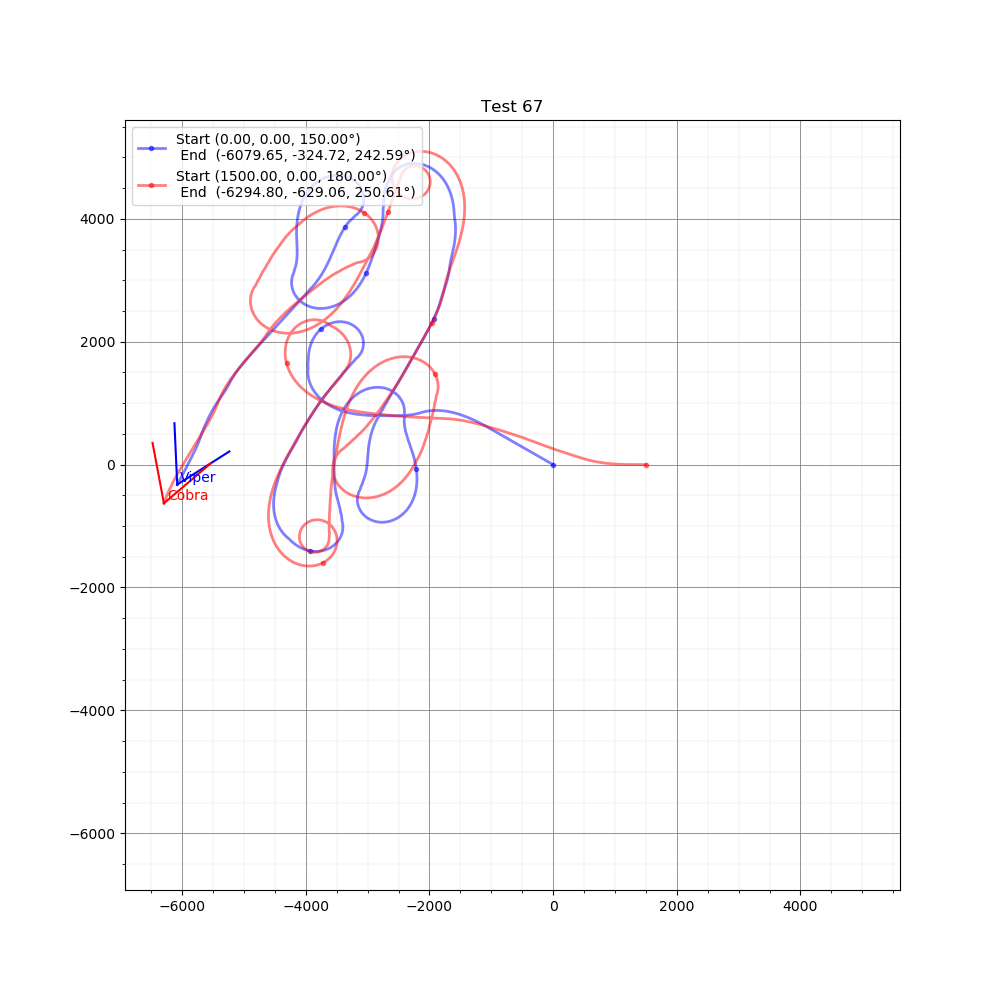 Test 67
Start (0.00, 0.00, 150.00°)
End (-6079.65, -324.72, 242.59°)
Start (1500.00, 0.00, 180.00°)
End (-6294.80, -629.06, 250.61°)
4000
2000
0
−2000
−4000
−6000
Viper
Cobra
−6000
−4000
−2000
0
2000
4000